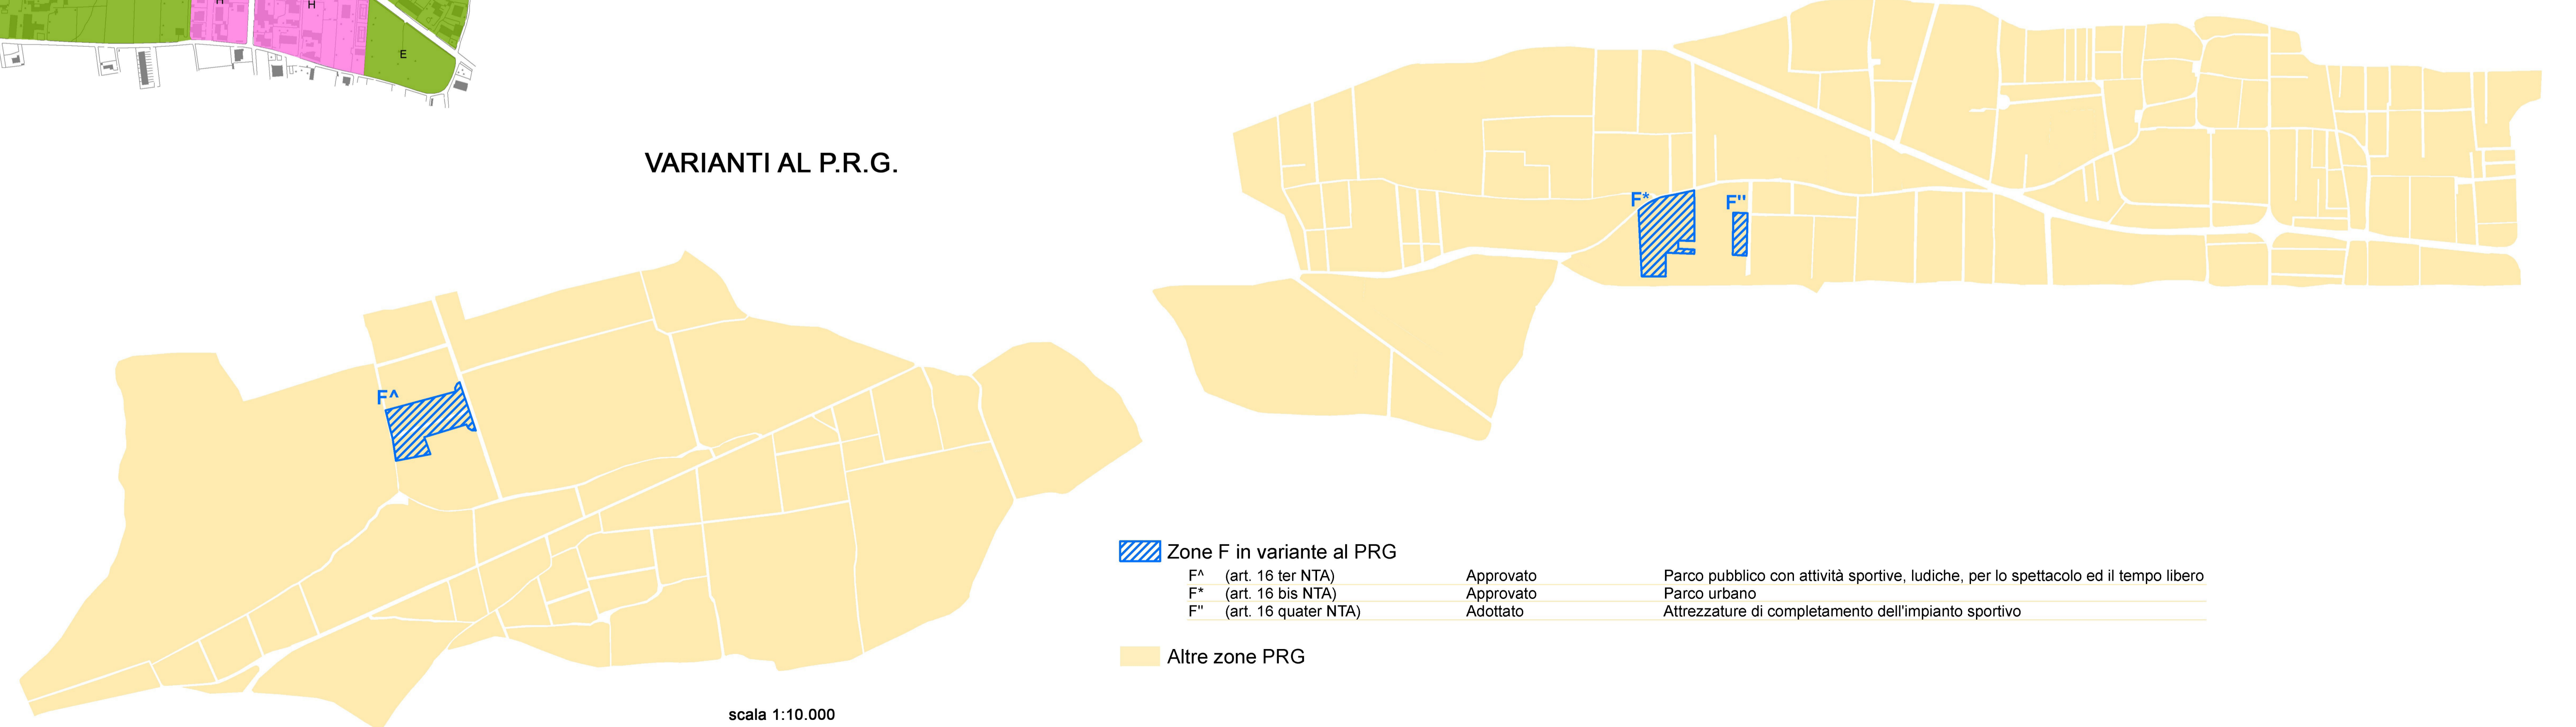 H
H
E
VARIANTI AL P.R.G.
F*
F"
F^
Zone F in variante al PRG
F^ (art. 16 ter NTA) Approvato Parco pubblico con attività sportive, ludiche, per lo spettacolo ed il tempo libero
F* (art. 16 bis NTA) Approvato Parco urbano
F" (art. 16 quater NTA) Adottato Attrezzature di completamento dell'impianto sportivo
Altre zone PRG
scala 1:10.000